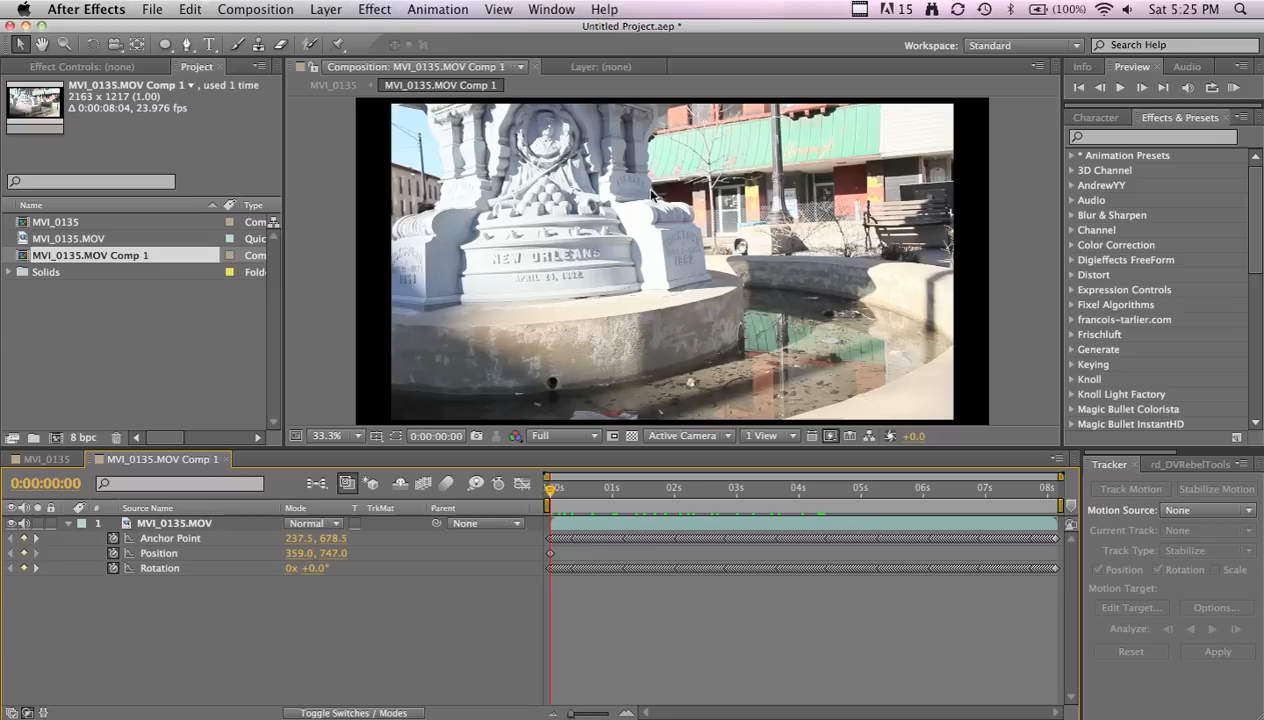 After Effects File Edit Composition Layer Effect Animation View Window Help
15 (100%) Sat 5:25 PM
Untitled Project.aep *
Workspace: Standard Search Help
Effect Controls: (none) Project
Composition: MVI_0135.MOV Comp 1 Layer: (none)
Info Preview Audio
MVI_0135.MOV Comp 1 , used 1 time
2163 x 1217 (1.00)
Δ 0:00:08:04, 23.976 fps
MVI_0135 MVI_0135.MOV Comp 1
Character Effects & Presets
Name Type
MVI_0135 Com
MVI_0135.MOV Quic
MVI_0135.MOV Comp 1 Com
Solids Folde
NEW ORLEANS
APRIL 24, 1862.
1862
* Animation Presets
3D Channel
AndrewYY
Audio
Blur & Sharpen
Channel
Color Correction
Digieffects FreeForm
Distort
Expression Controls
Fixel Algorithms
francois-tarlier.com
Frischluft
Generate
Keying
Knoll
Knoll Light Factory
Magic Bullet Colorista
Magic Bullet InstantHD
8 bpc
33.3% 0:00:00:00 Full Active Camera 1 View +0.0
MVI_0135 MVI_0135.MOV Comp 1
0:00:00:00
00s 01s 02s 03s 04s 05s 06s 07s 08s
# Source Name Mode T TrkMat Parent
1 MVI_0135.MOV Normal None
Anchor Point 237.5, 678.5
Position 359.0, 747.0
Rotation 0x +0.0°
Toggle Switches / Modes
Tracker rd_DVRebelTools
Track Motion Stabilize Motion
Motion Source: None
Current Track: None
Track Type: Stabilize
Position Rotation Scale
Motion Target:
Edit Target... Options...
Analyze:
Reset Apply